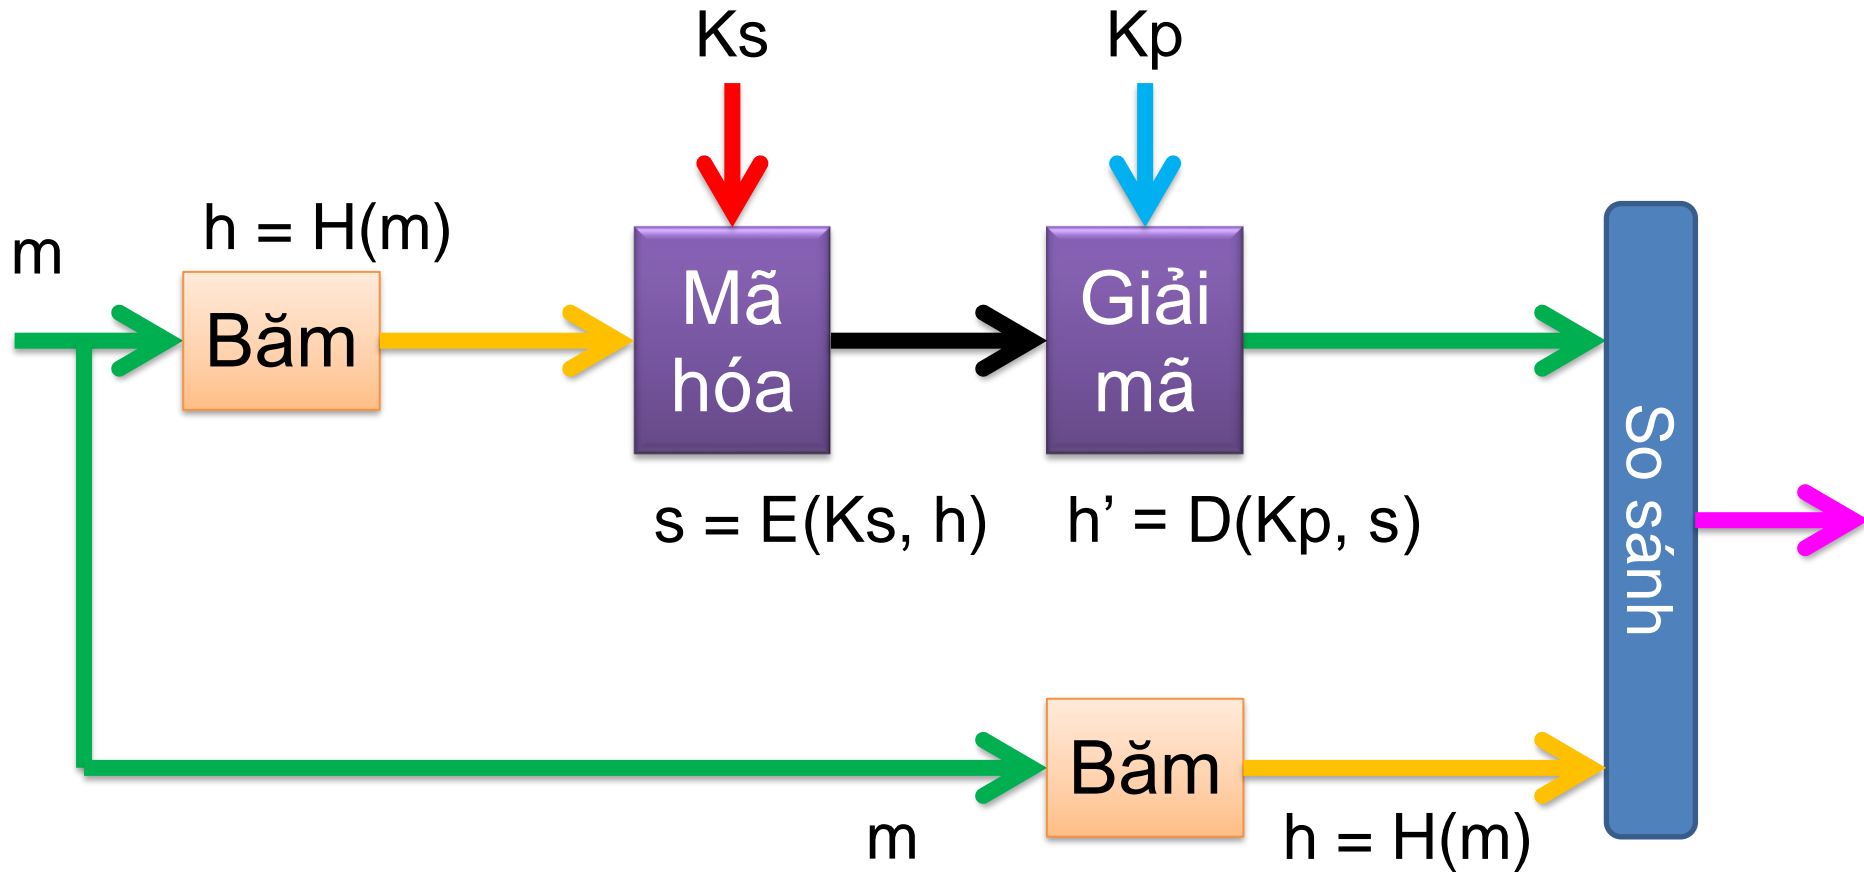 Ks
Kp
h = H(m)
m
Băm
Mã
hóa
Giải
mã
So sánh
s = E(Ks, h)
h’ = D(Kp, s)
Băm
m
h = H(m)